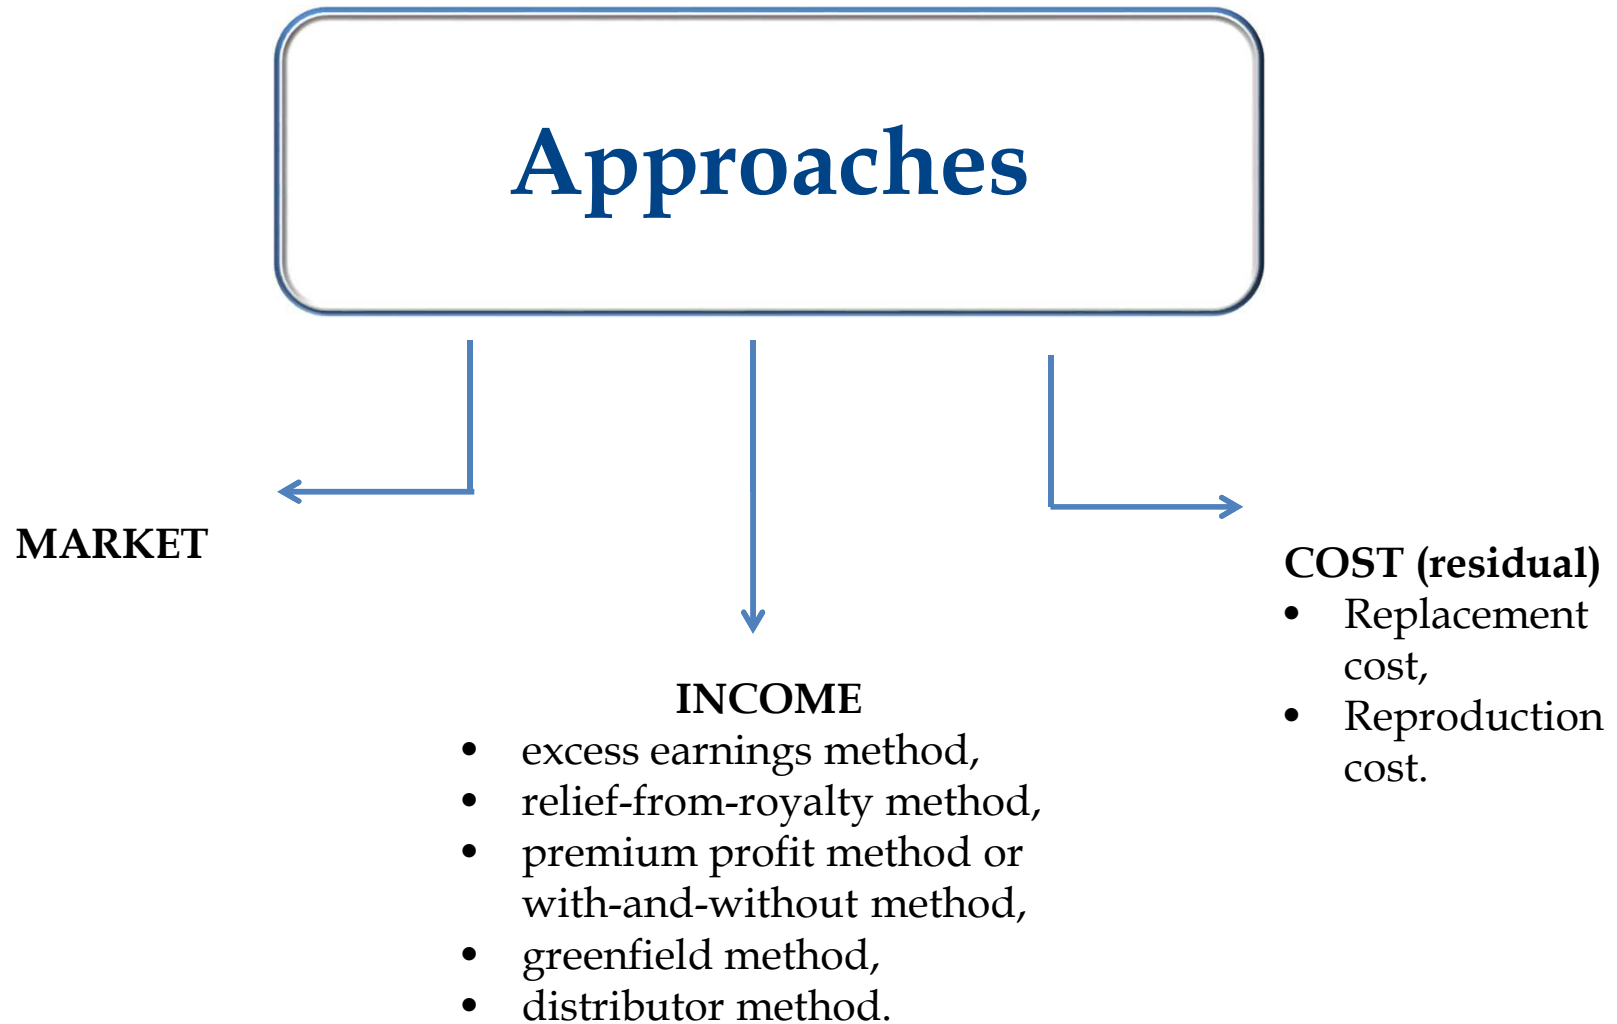 Approaches
MARKET
INCOME
• excess earnings method,
• relief-from-royalty method,
• premium profit method or
with-and-without method,
• greenfield method,
• distributor method.
COST (residual)
• Replacement
cost,
• Reproduction
cost.